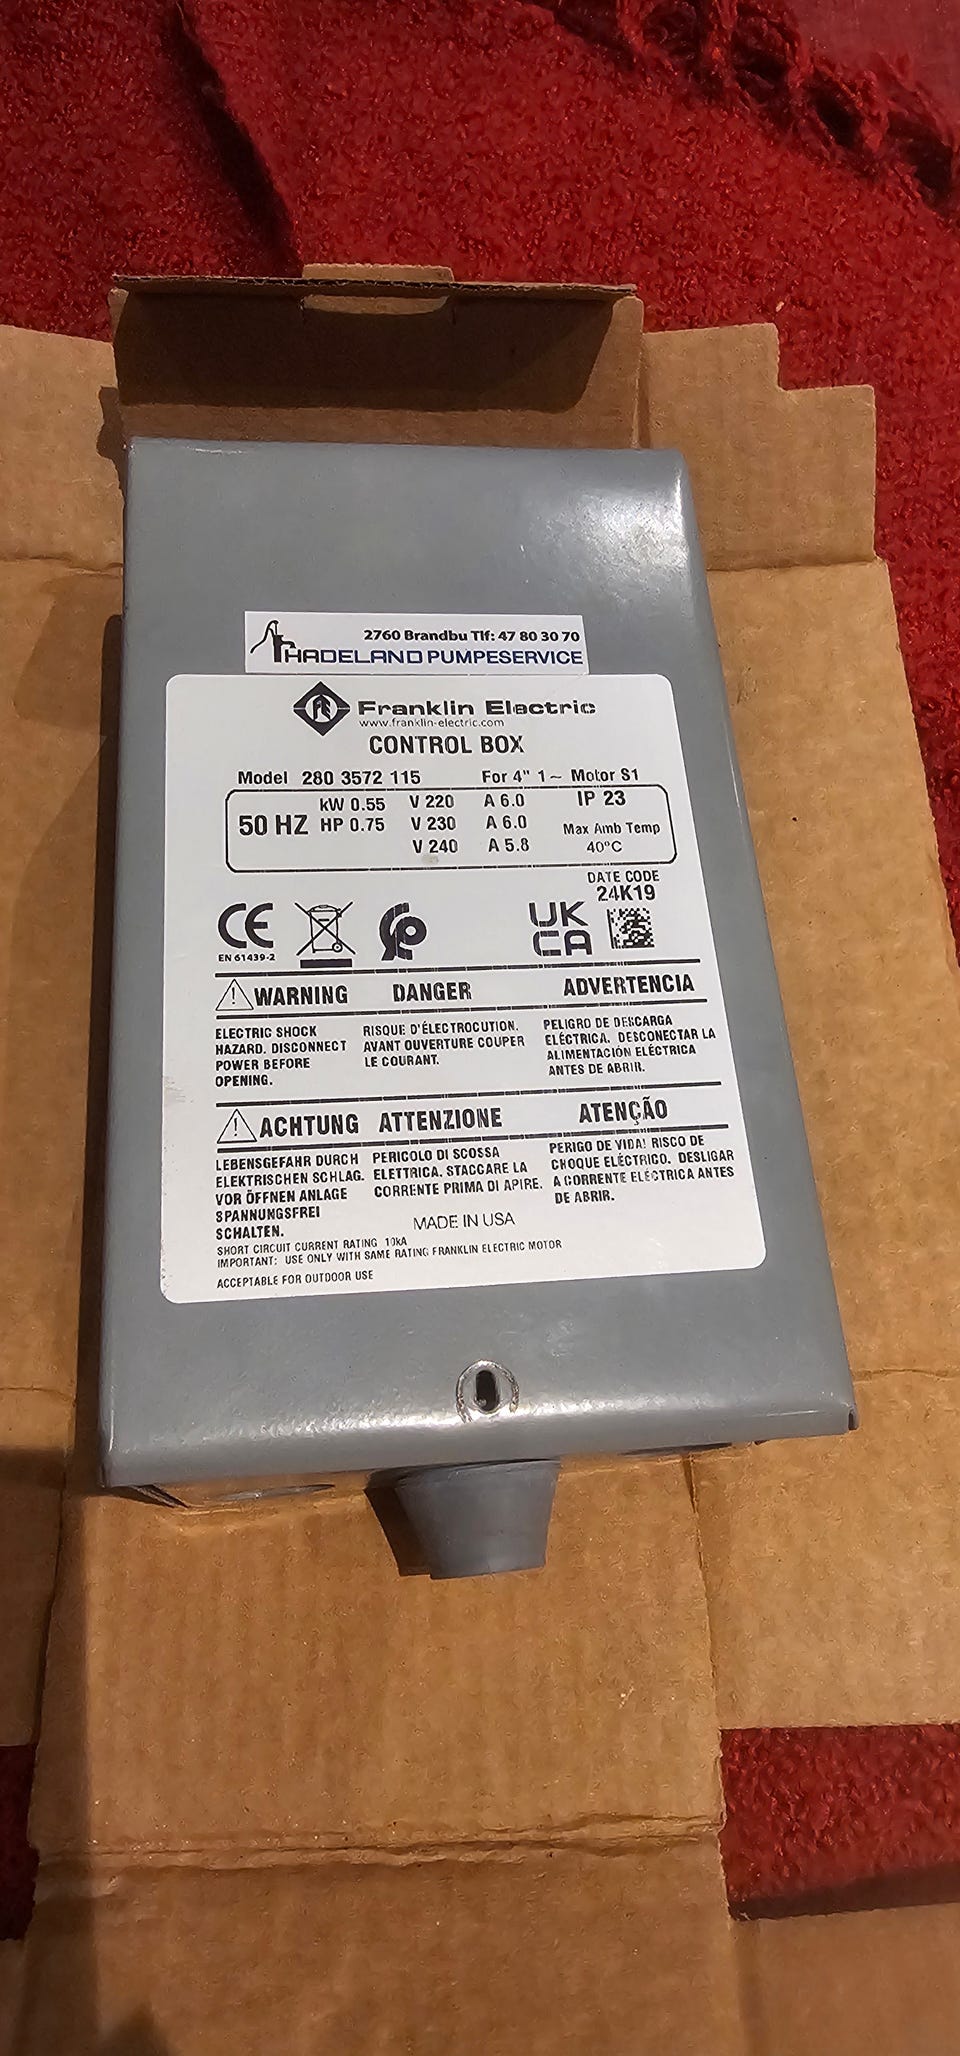 2760 Brandbu Tlf: 47 80 30 70
HADELAND PUMPESERVICE
FE Franklin Electric
www.franklin-electric.com
CONTROL BOX
Model 280 3572 115 For 4" 1~ Motor S1
50 HZ
kW 0.55 V 220 A 6.0 IP 23
HP 0.75 V 230 A 6.0
V 240 A 5.8
Max Amb Temp
40°C
DATE CODE
24K19
CE
EN 61439-2
UK
CA
WARNING
ELECTRIC SHOCK
HAZARD. DISCONNECT
POWER BEFORE
OPENING.
DANGER
RISQUE D'ÉLECTROCUTION.
AVANT OUVERTURE COUPER
LE COURANT.
ADVERTENCIA
PELIGRO DE DESCARGA
ELÉCTRICA. DESCONECTAR LA
ALIMENTACIÓN ELÉCTRICA
ANTES DE ABRIR.
ACHTUNG
LEBENSGEFAHR DURCH
ELEKTRISCHEN SCHLAG.
VOR ÖFFNEN ANLAGE
SPANNUNGSFREI
SCHALTEN.
ATTENZIONE
PERICOLO DI SCOSSA
ELETTRICA. STACCARE LA
CORRENTE PRIMA DI APIRE.
ATENÇÃO
PERIGO DE VIDA! RISCO DE
CHOQUE ELÉCTRICO. DESLIGAR
A CORRENTE ELÉCTRICA ANTES
DE ABRIR.
MADE IN USA
SHORT CIRCUIT CURRENT RATING 10kA
IMPORTANT: USE ONLY WITH SAME RATING FRANKLIN ELECTRIC MOTOR
ACCEPTABLE FOR OUTDOOR USE